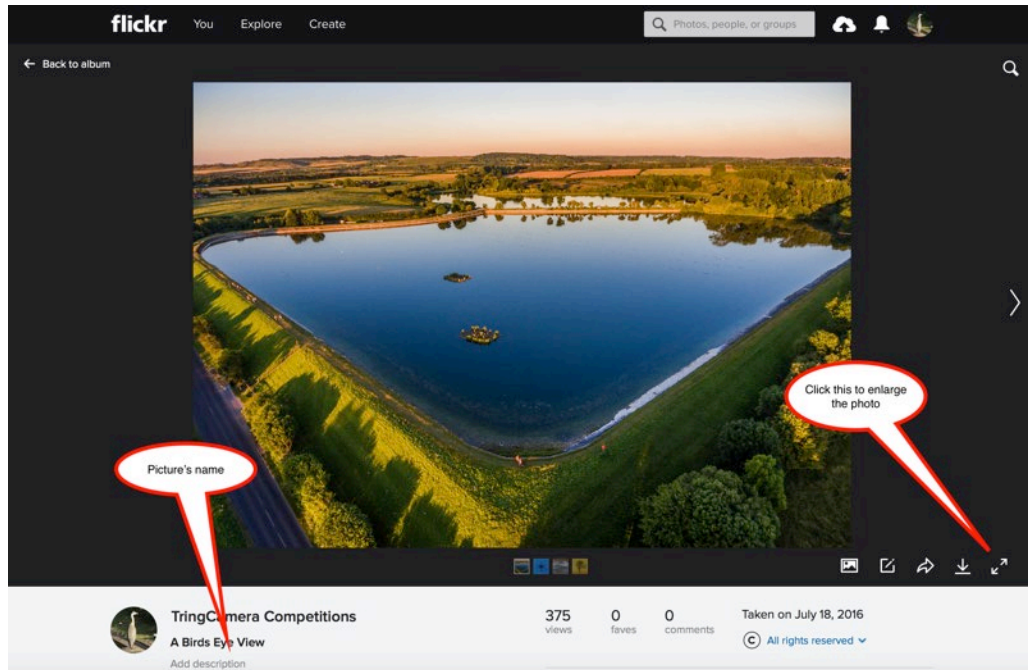 flickr You Explore Create Photos, people, or groups
Back to album
Click this to enlarge
the photo
Picture's name
TringCamera Competitions
A Birds Eye View
Add description
375 views
0 faves
0 comments
Taken on July 18, 2016
All rights reserved